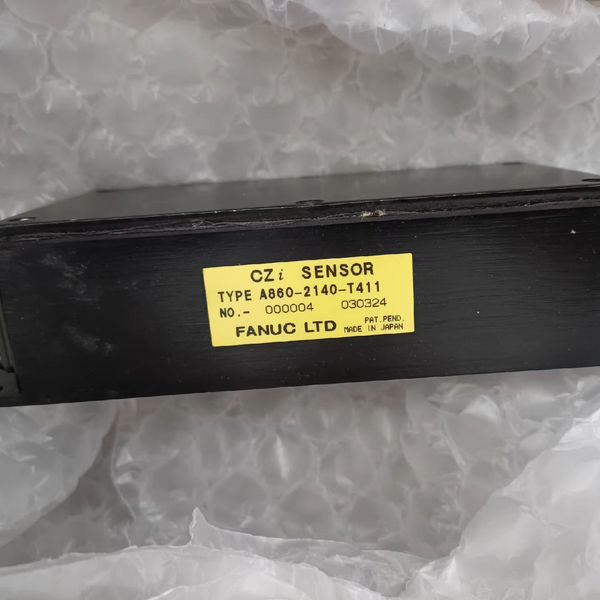 CZi SENSOR
TYPE A860-2140-T411
NO.- 000004 030324
FANUC LTD PAT.PEND.
MADE IN JAPAN